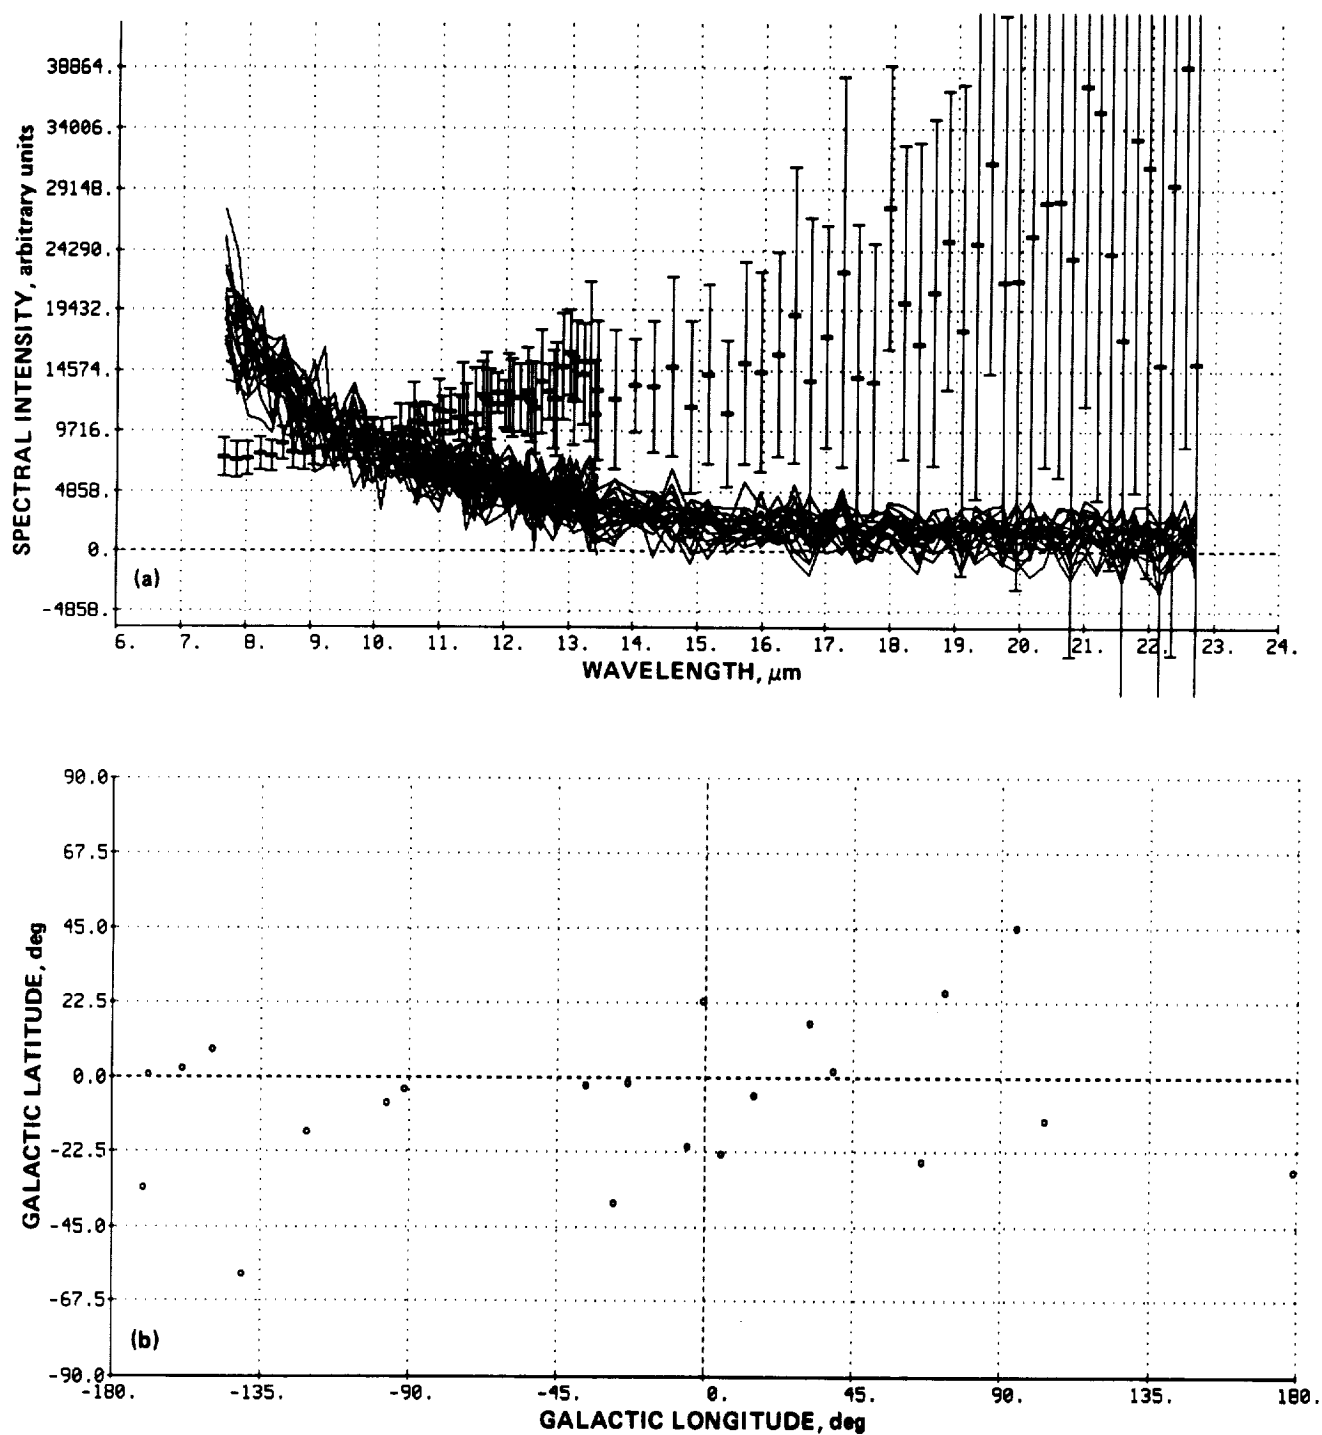 38864.
34006.
29148.
24290.
19432.
14574
9716.
4858.
0.
-4858.
SPECTRAL INTENSITY, arbitrary units
(a)
6. 7. 8. 9. 10. 11. 12. 13. 14. 15. 16. 17. 18. 19. 20. 21. 22. 23. 24.
WAVELENGTH, μm
90.0
67.5
45.0
22.5
0.0
-22.5
-45.0
-67.5
-90.0
GALACTIC LATITUDE, deg
(b)
-180. -135. -90. -45. 0. 45. 90. 135. 180.
GALACTIC LONGITUDE, deg